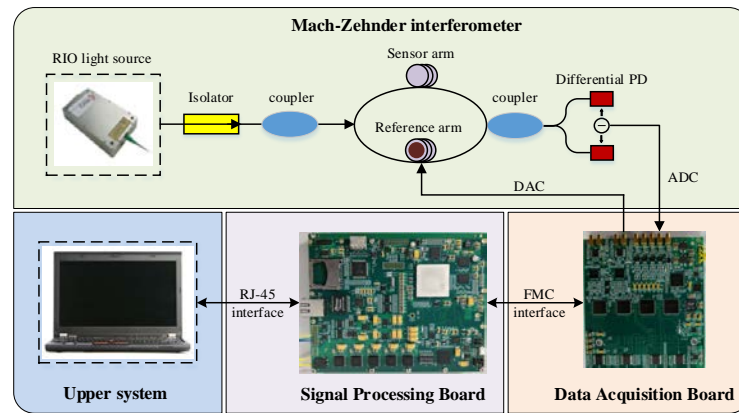 Mach-Zehnder interferometer
RIO light source
Isolator
coupler
Sensor arm
Reference arm
coupler
Differential PD
DAC
ADC
RJ-45
interface
FMC
interface
Upper system
Signal Processing Board
Data Acquisition Board